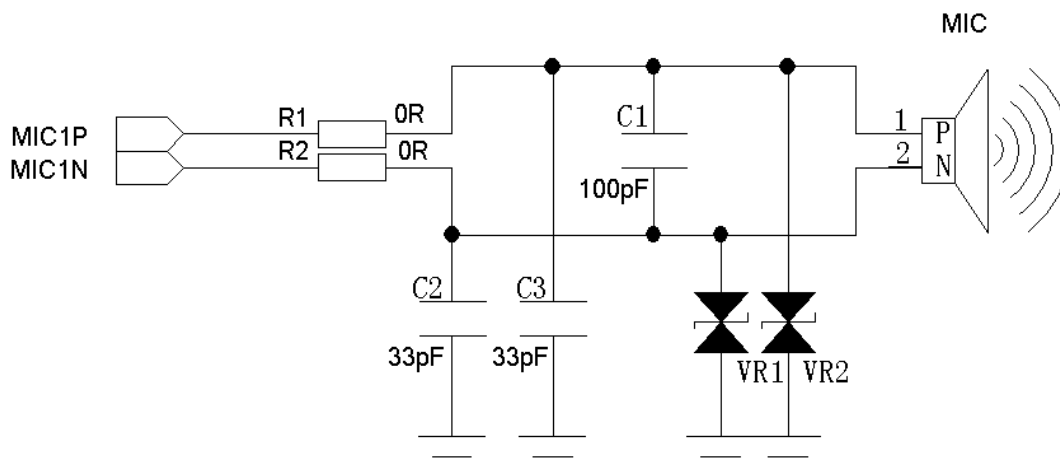 MIC
MIC1P
R1
0R
C1
1
P
MIC1N
R2
0R
2
N
100pF
C2
C3
33pF
33pF
VR1
VR2